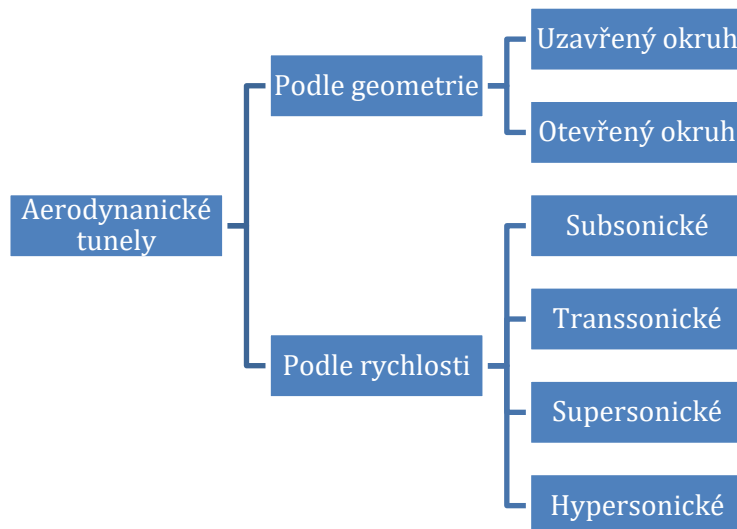 Aerodynanické
tunely
Podle geometrie
Uzavřený okruh
Otevřený okruh
Podle rychlosti
Subsonické
Transsonické
Supersonické
Hypersonické